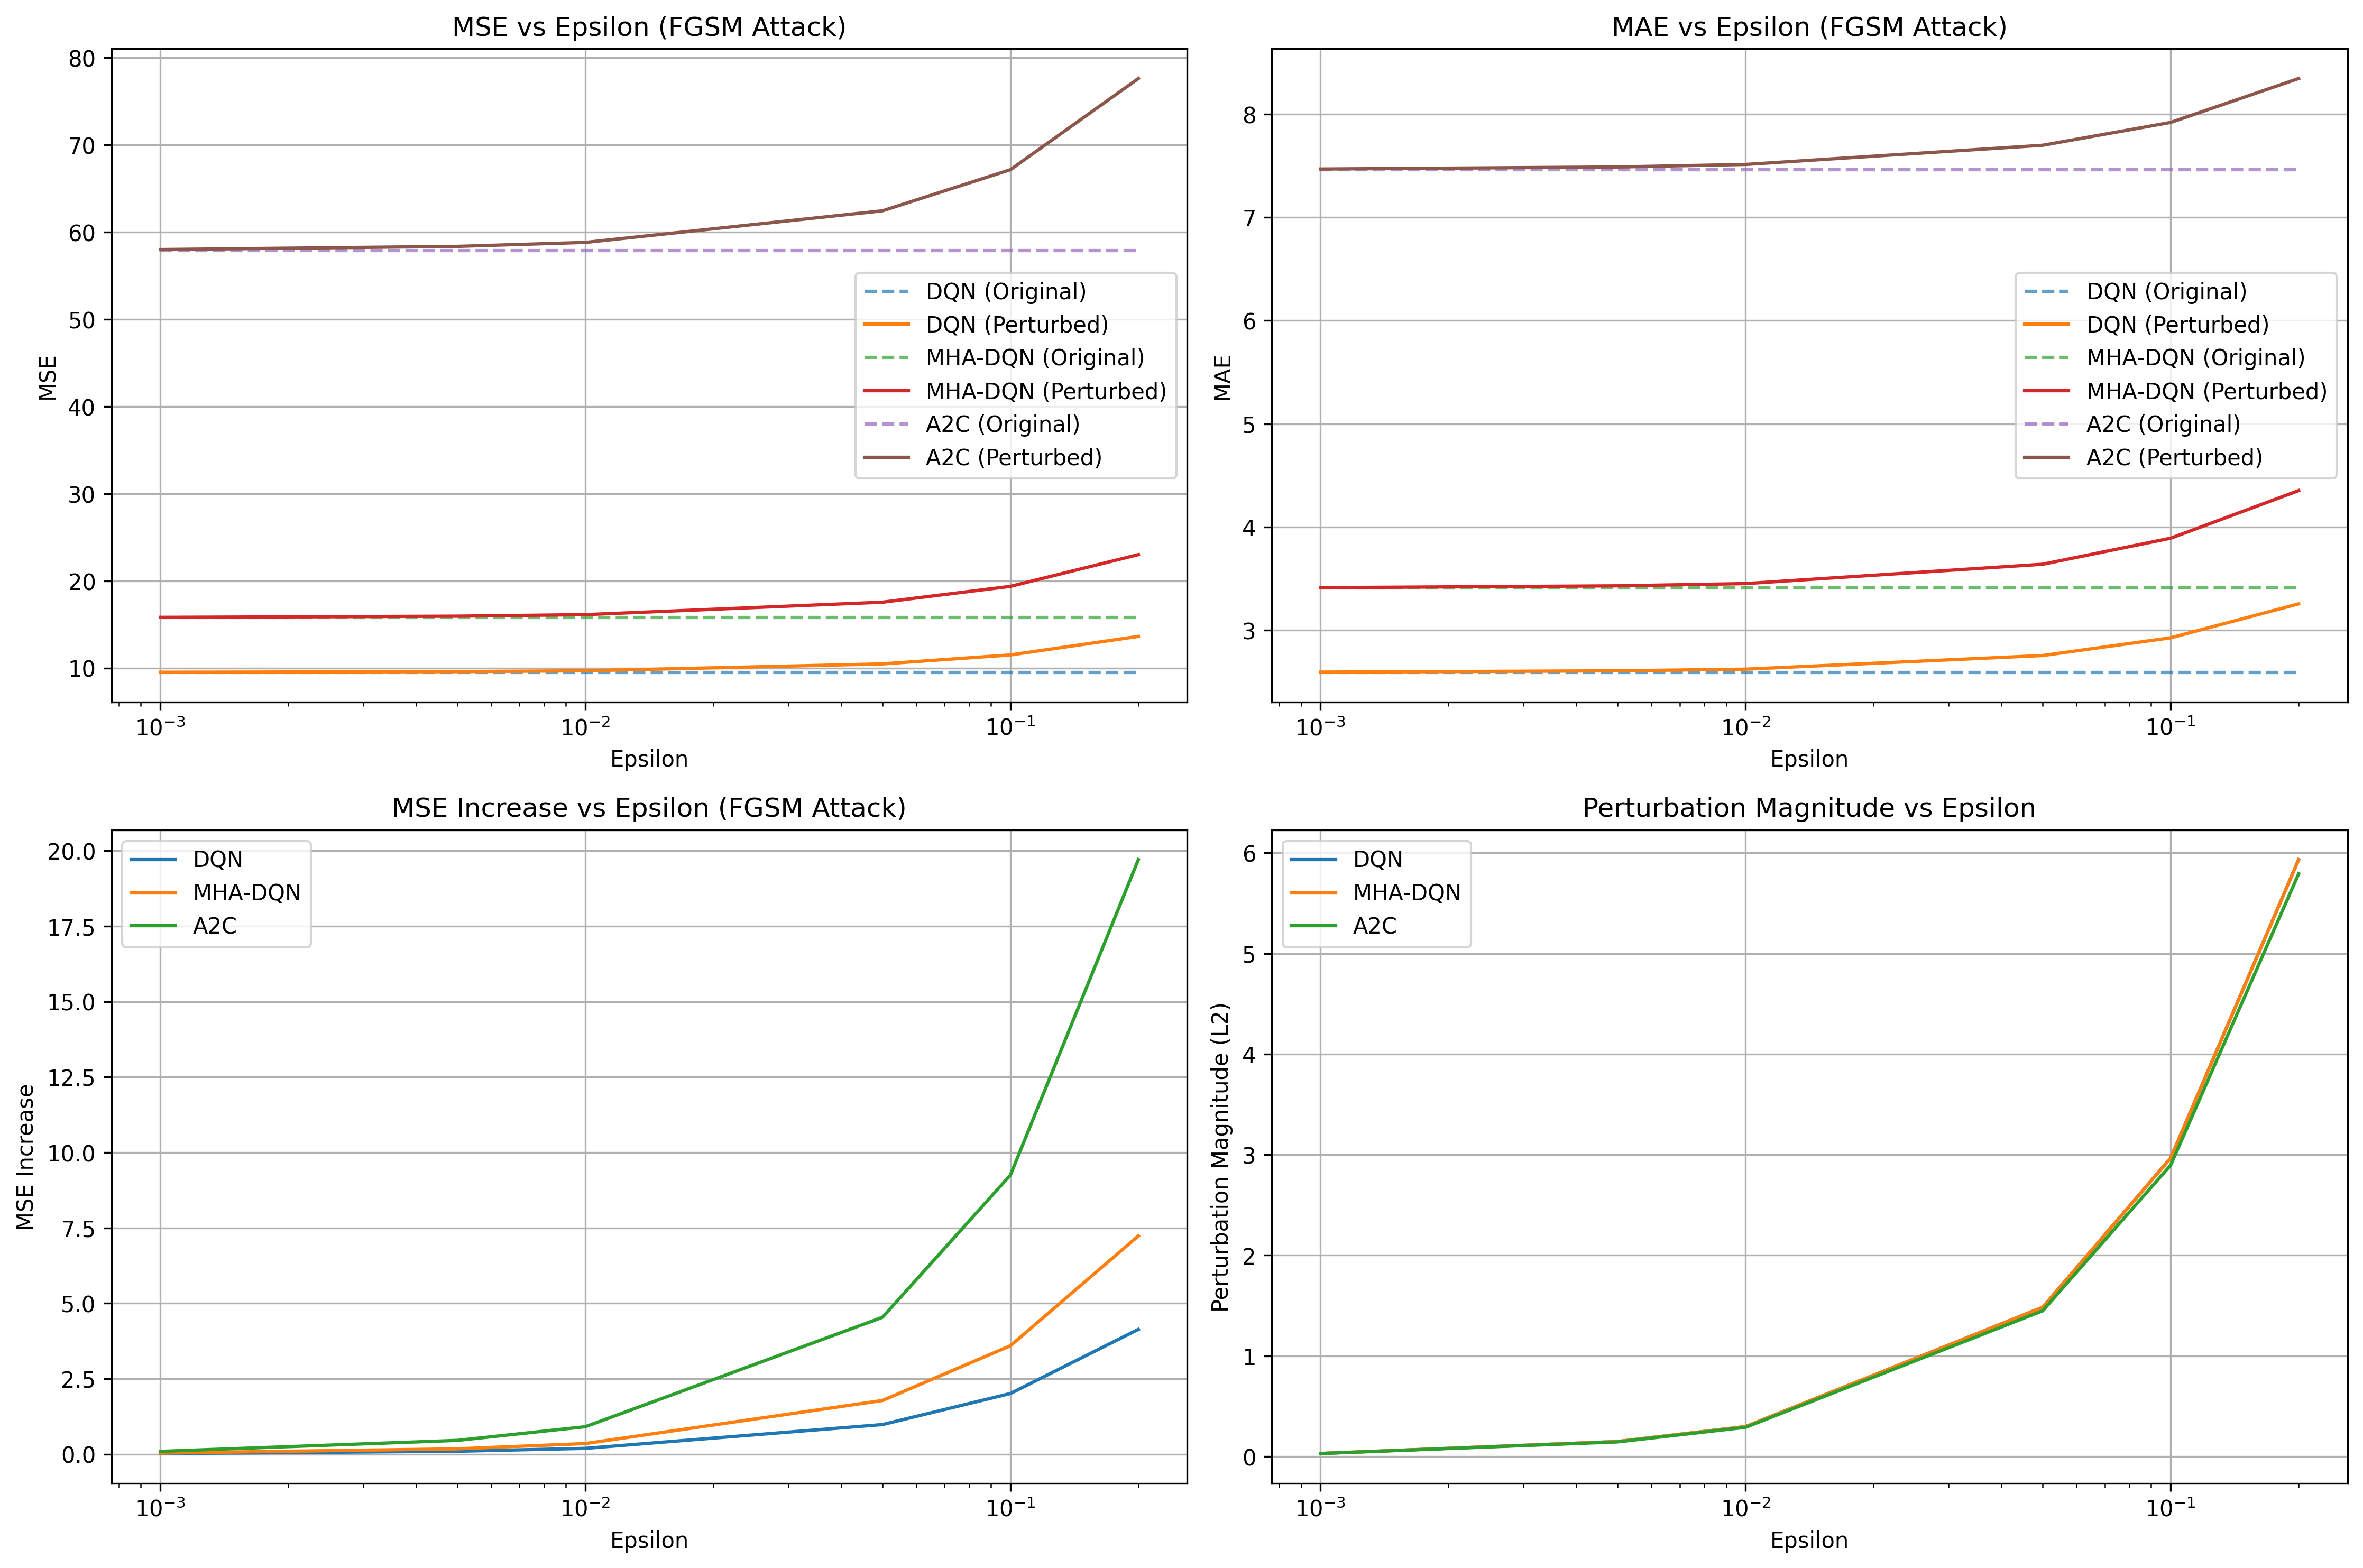 MSE vs Epsilon (FGSM Attack)
80
70
60
50
40
30
20
10
MSE
10⁻³
10⁻²
10⁻¹
Epsilon
DQN (Original)
DQN (Perturbed)
MHA-DQN (Original)
MHA-DQN (Perturbed)
A2C (Original)
A2C (Perturbed)
MAE vs Epsilon (FGSM Attack)
8
7
6
5
4
3
MAE
10⁻³
10⁻²
10⁻¹
Epsilon
DQN (Original)
DQN (Perturbed)
MHA-DQN (Original)
MHA-DQN (Perturbed)
A2C (Original)
A2C (Perturbed)
MSE Increase vs Epsilon (FGSM Attack)
20.0
17.5
15.0
12.5
10.0
7.5
5.0
2.5
0.0
MSE Increase
10⁻³
10⁻²
10⁻¹
Epsilon
DQN
MHA-DQN
A2C
Perturbation Magnitude vs Epsilon
6
5
4
3
2
1
0
Perturbation Magnitude (L2)
10⁻³
10⁻²
10⁻¹
Epsilon
DQN
MHA-DQN
A2C